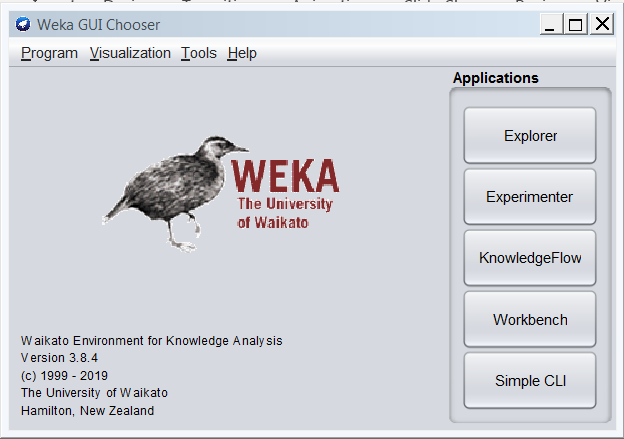 Weka GUI Chooser
Program Visualization Tools Help
Applications
Explorer
Experimenter
KnowledgeFlow
Workbench
Simple CLI
WEKA
The University
of Waikato
Waikato Environment for Knowledge Analysis
Version 3.8.4
(c) 1999 - 2019
The University of Waikato
Hamilton, New Zealand